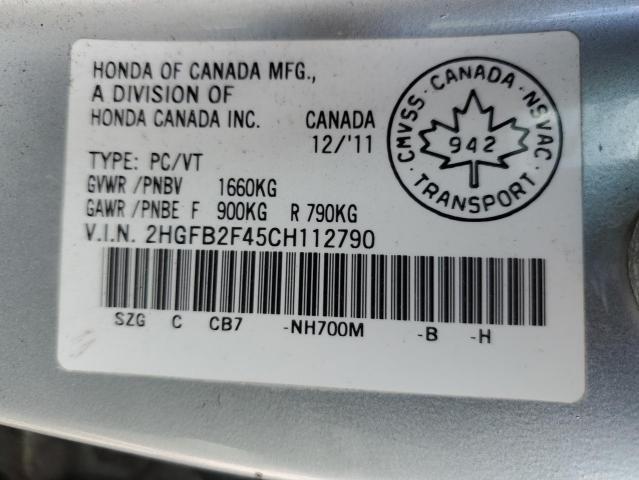 HONDA OF CANADA MFG.,
A DIVISION OF
HONDA CANADA INC. CANADA
12/'11
TYPE: PC/VT
GVWR /PNBV 1660KG
GAWR /PNBE F 900KG R 790KG
V.I.N. 2HGFB2F45CH112790
SZG C CB7 -NH700M -B -H
CMVSS · CANADA · NSVAC
942
TRANSPORT